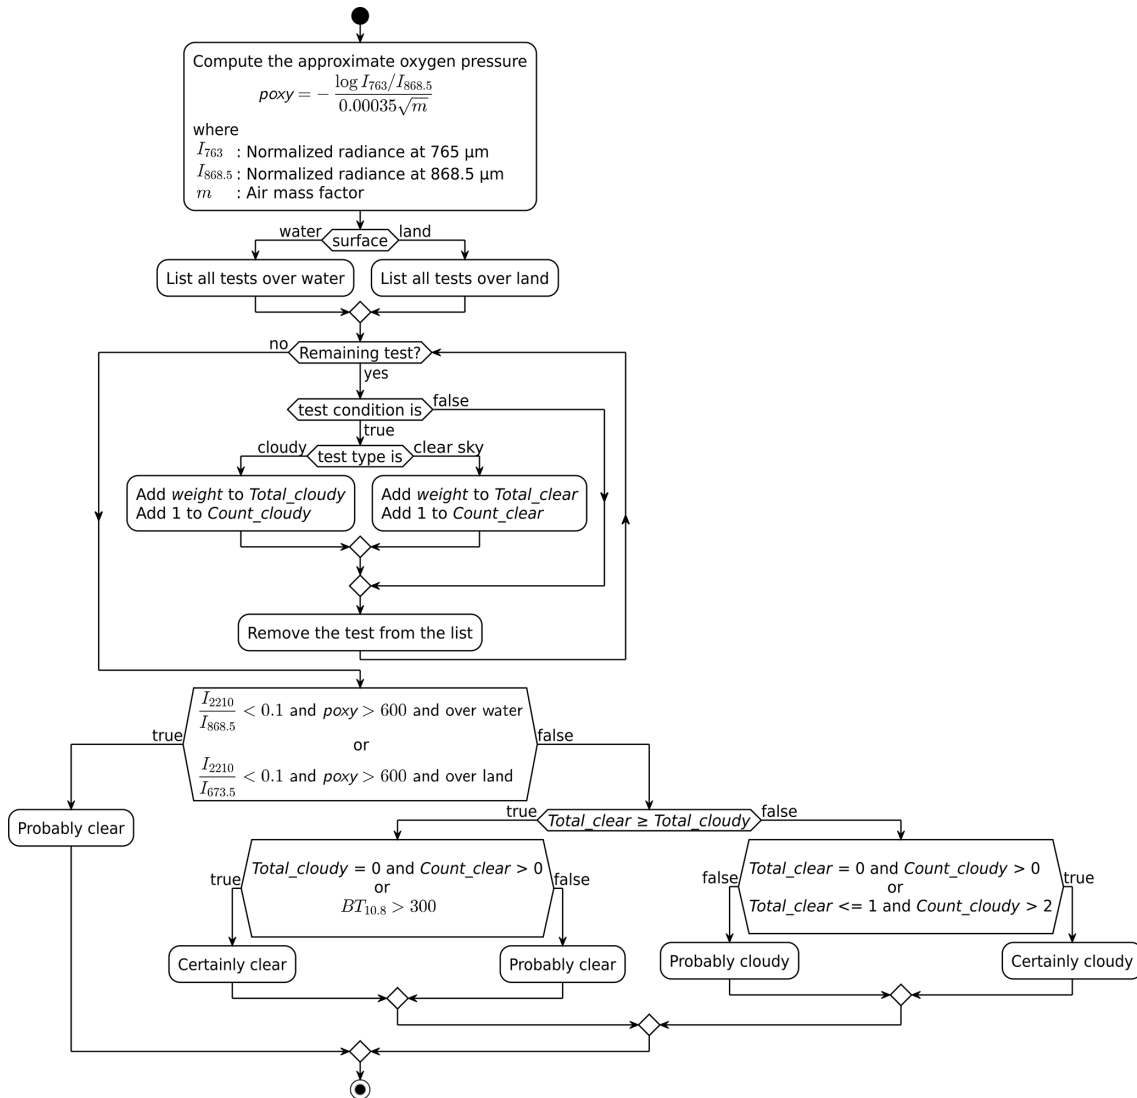 Compute the approximate oxygen pressure
poxy = − log I763/I868.5 / 0.00035√m
where
I763 : Normalized radiance at 765 µm
I868.5 : Normalized radiance at 868.5 µm
m : Air mass factor
water
surface
land
List all tests over water
List all tests over land
no
Remaining test?
yes
test condition is
false
true
cloudy
test type is
clear sky
Add weight to Total_cloudy
Add 1 to Count_cloudy
Add weight to Total_clear
Add 1 to Count_clear
Remove the test from the list
I2210/I868.5 < 0.1 and poxy > 600 and over water
or
I2210/I673.5 < 0.1 and poxy > 600 and over land
true
false
Probably clear
true
Total_clear ≥ Total_cloudy
false
Total_cloudy = 0 and Count_clear > 0
or
BT10.8 > 300
true
false
Certainly clear
Probably clear
Total_clear = 0 and Count_cloudy > 0
or
Total_clear <= 1 and Count_cloudy > 2
false
true
Probably cloudy
Certainly cloudy